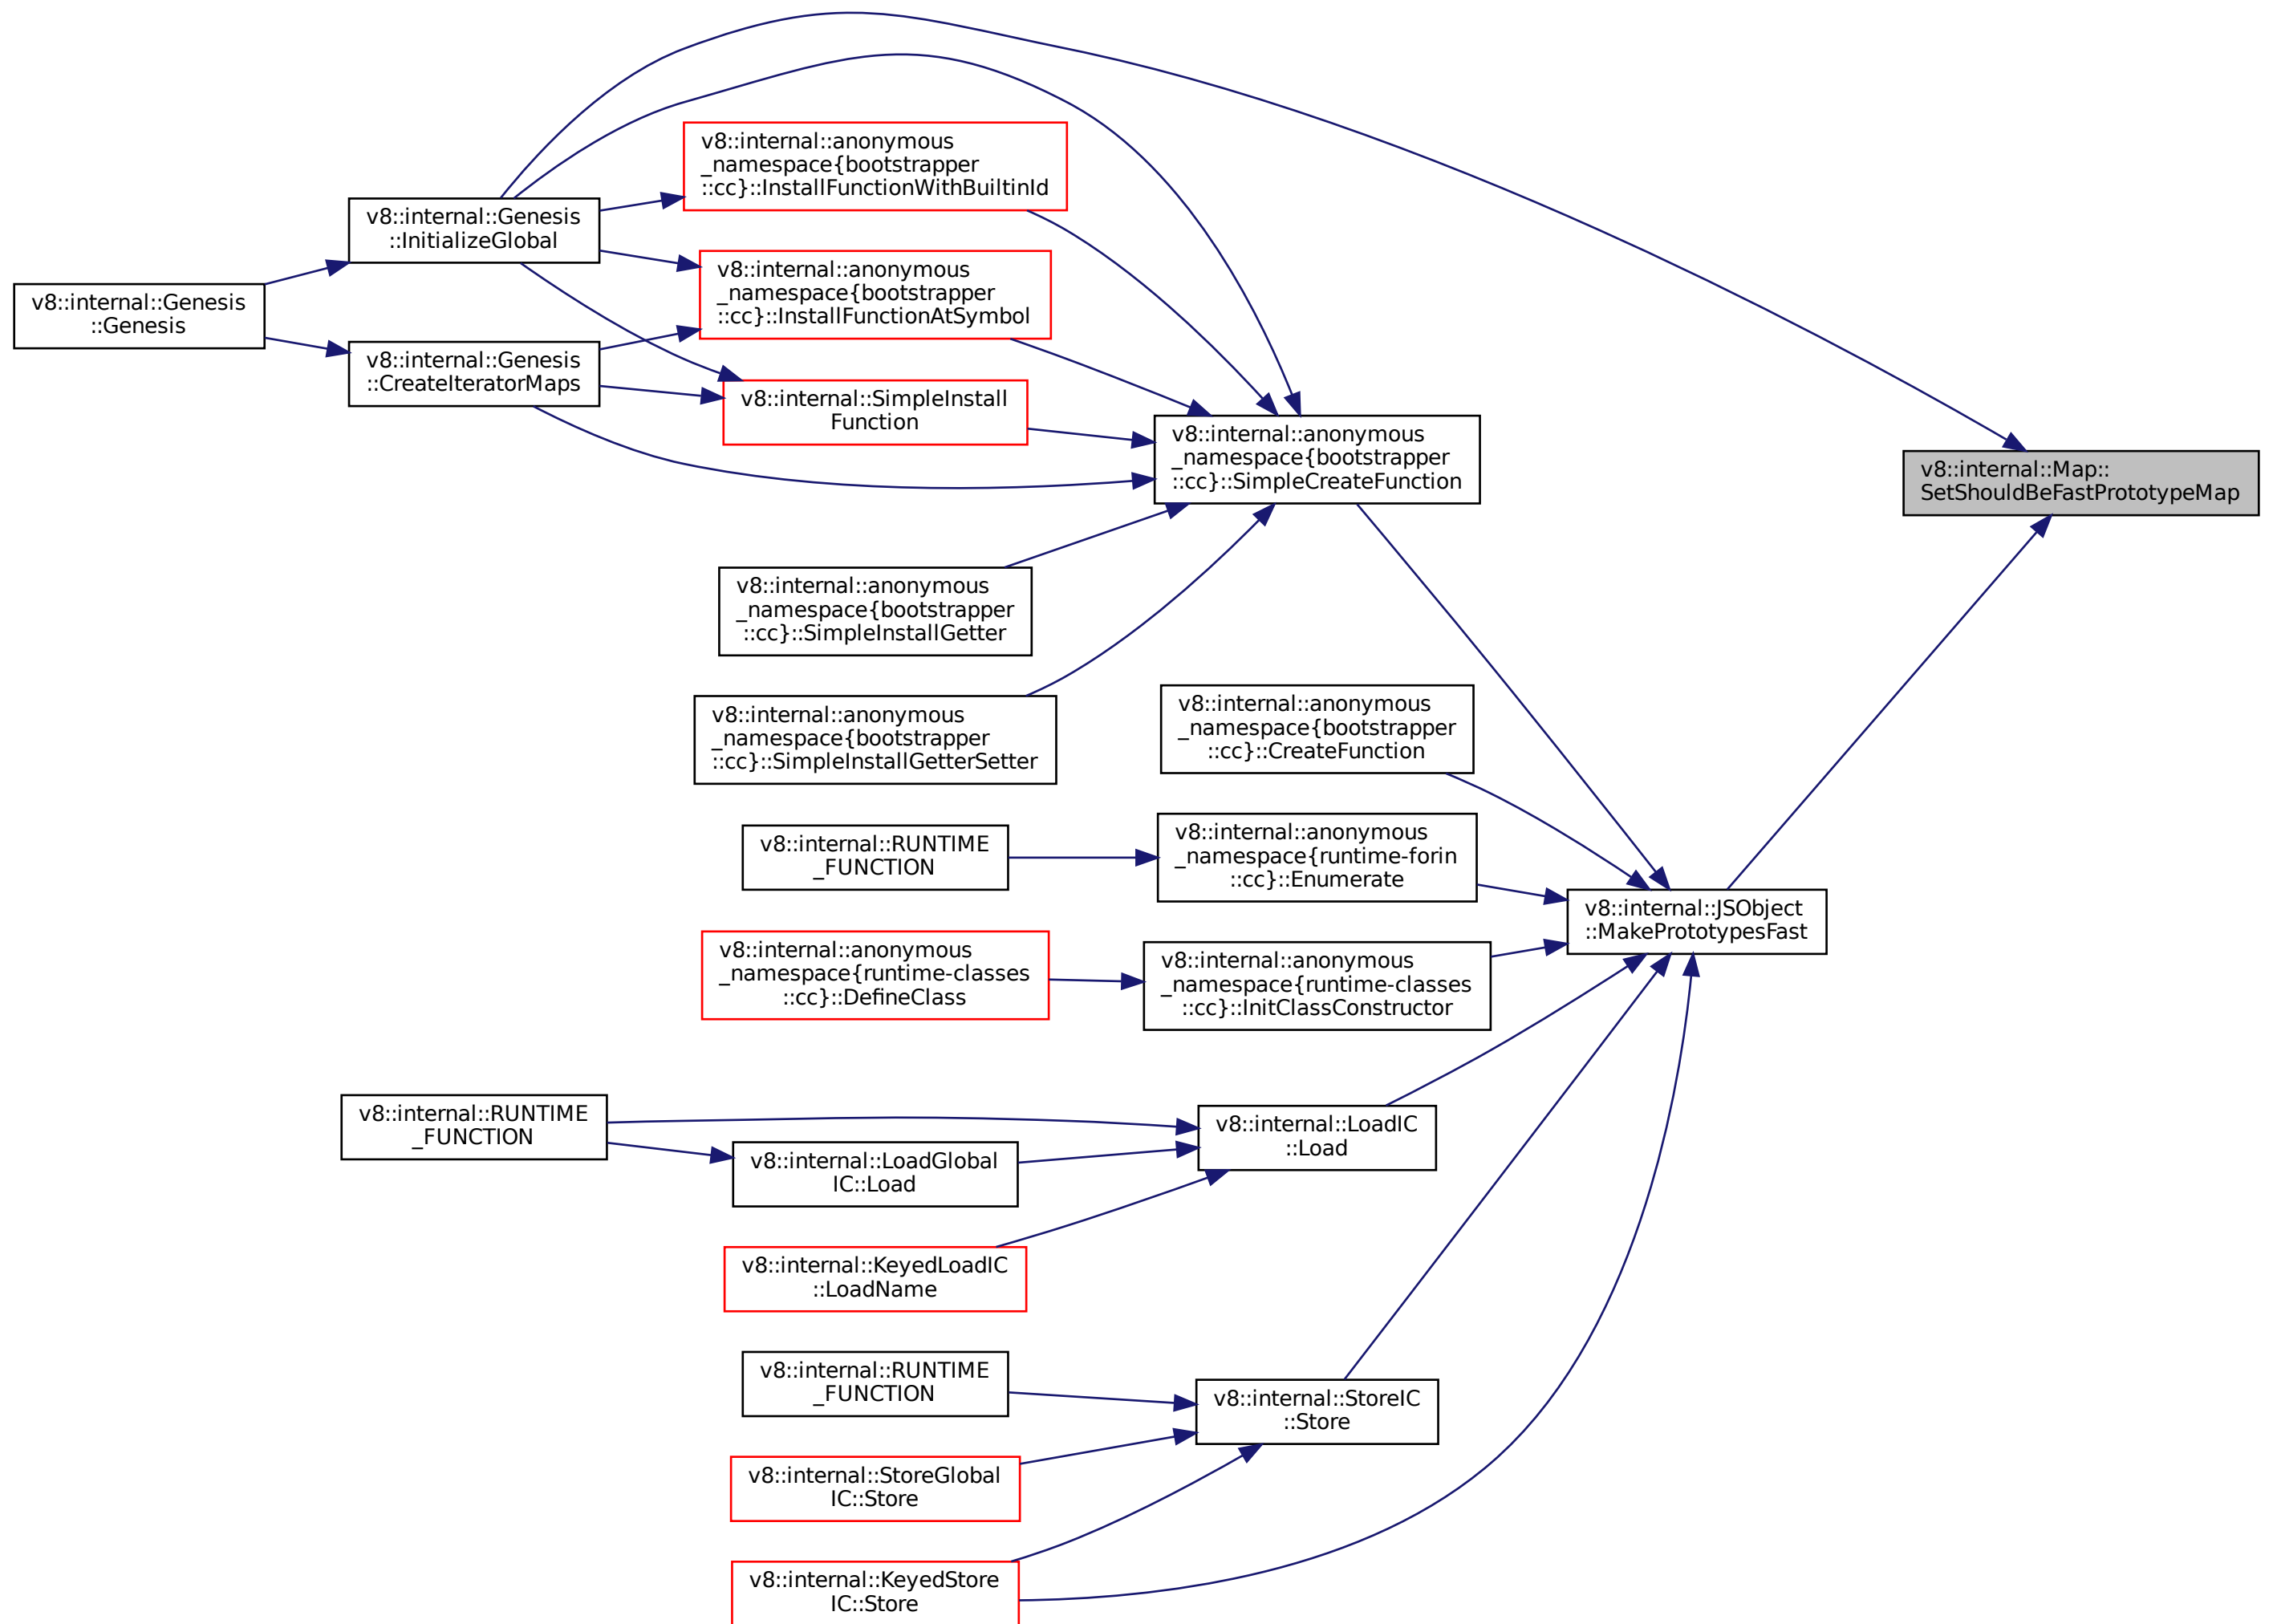 v8::internal::anonymous
_namespace{bootstrapper
::cc}::InstallFunctionWithBuiltinId
v8::internal::Genesis
::InitializeGlobal
v8::internal::anonymous
_namespace{bootstrapper
::cc}::InstallFunctionAtSymbol
v8::internal::Genesis
::Genesis
v8::internal::Genesis
::CreateIteratorMaps
v8::internal::SimpleInstall
Function
v8::internal::anonymous
_namespace{bootstrapper
::cc}::SimpleCreateFunction
v8::internal::Map::
SetShouldBeFastPrototypeMap
v8::internal::anonymous
_namespace{bootstrapper
::cc}::SimpleInstallGetter
v8::internal::anonymous
_namespace{bootstrapper
::cc}::SimpleInstallGetterSetter
v8::internal::anonymous
_namespace{bootstrapper
::cc}::CreateFunction
v8::internal::RUNTIME
_FUNCTION
v8::internal::anonymous
_namespace{runtime-forin
::cc}::Enumerate
v8::internal::JSObject
::MakePrototypesFast
v8::internal::anonymous
_namespace{runtime-classes
::cc}::DefineClass
v8::internal::anonymous
_namespace{runtime-classes
::cc}::InitClassConstructor
v8::internal::RUNTIME
_FUNCTION
v8::internal::LoadIC
::Load
v8::internal::LoadGlobal
IC::Load
v8::internal::KeyedLoadIC
::LoadName
v8::internal::RUNTIME
_FUNCTION
v8::internal::StoreIC
::Store
v8::internal::StoreGlobal
IC::Store
v8::internal::KeyedStore
IC::Store